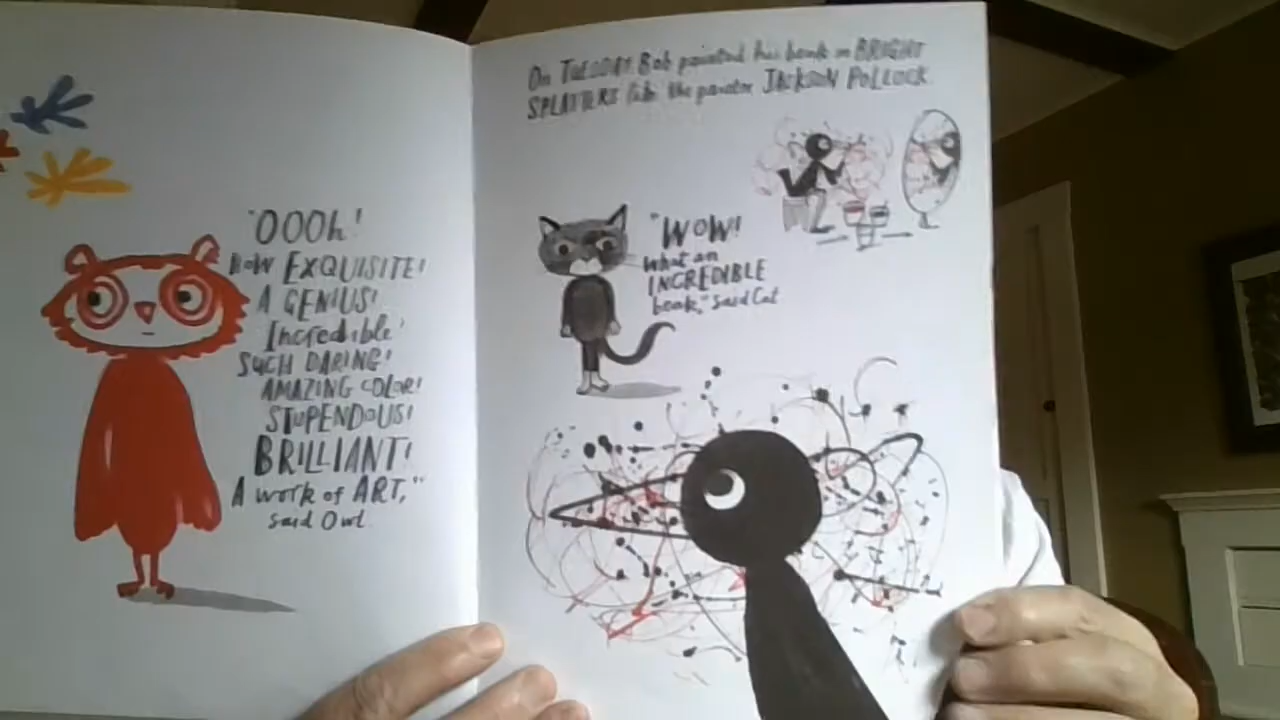 "OOOh!
HOW EXQUISITE!
A GENIUS!
Incredible!
SUCH DARING!
AMAZING COLOR!
STUPENDOUS!
BRILLIANT!
A work of ART,"
said Owl.
On TUESDAY Bob painted his beak in BRIGHT
SPLATTERS like the painter JACKSON POLLOCK.
"WOW!
What an
INCREDIBLE
beak," said Cat